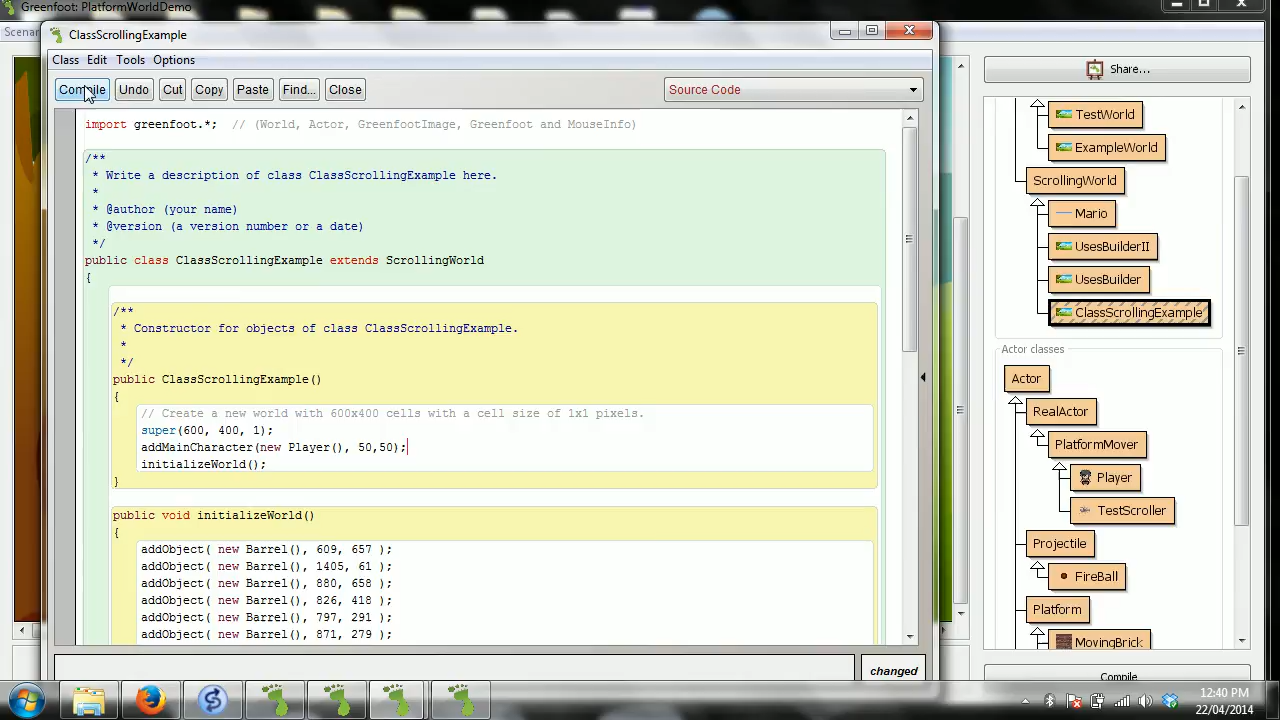 Greenfoot: PlatformWorldDemo
Scenar
ClassScrollingExample
Class Edit Tools Options
Compile Undo Cut Copy Paste Find... Close Source Code
import greenfoot.*;  // (World, Actor, GreenfootImage, Greenfoot and MouseInfo)
/**
* Write a description of class ClassScrollingExample here.
*
* @author (your name)
* @version (a version number or a date)
*/
public class ClassScrollingExample extends ScrollingWorld
{
/**
* Constructor for objects of class ClassScrollingExample.
*
*/
public ClassScrollingExample()
{
// Create a new world with 600x400 cells with a cell size of 1x1 pixels.
super(600, 400, 1);
addMainCharacter(new Player(), 50,50);
initializeWorld();
}
public void initializeWorld()
{
addObject( new Barrel(), 609, 657 );
addObject( new Barrel(), 1405, 61 );
addObject( new Barrel(), 880, 658 );
addObject( new Barrel(), 826, 418 );
addObject( new Barrel(), 797, 291 );
addObject( new Barrel(), 871, 279 );
changed
Share...
TestWorld
ExampleWorld
ScrollingWorld
Mario
UsesBuilderII
UsesBuilder
ClassScrollingExample
Actor classes
Actor
RealActor
PlatformMover
Player
TestScroller
Projectile
FireBall
Platform
MovingBrick
Compile
12:40 PM
22/04/2014